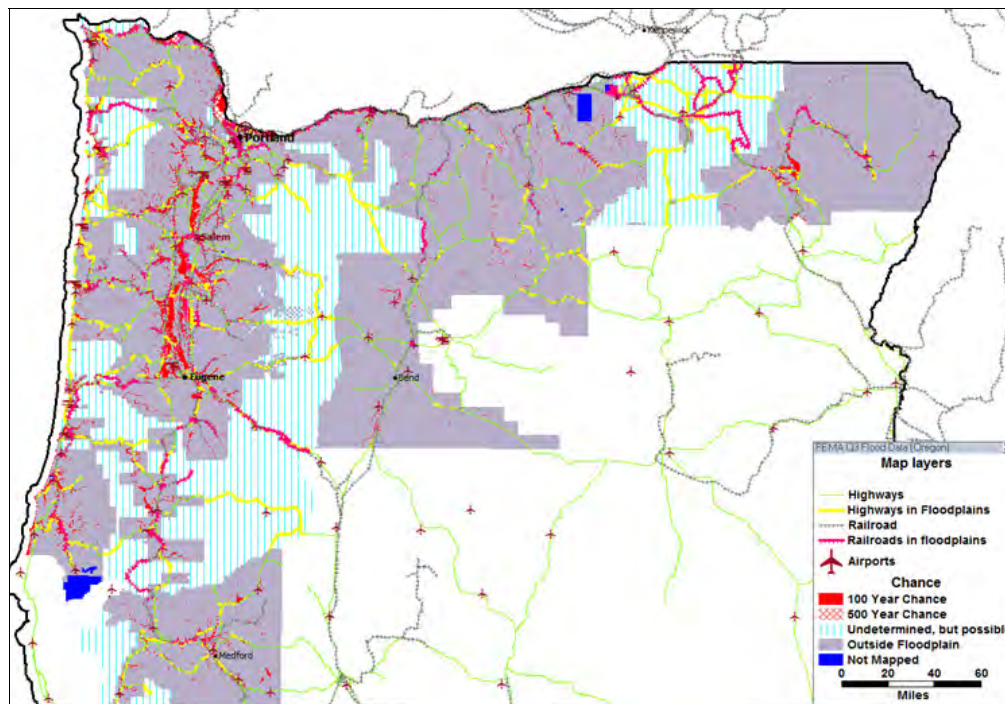 Kennewick
Portland
Salem
Eugene
Bend
Medford
FEMA Q3 Flood Data (Oregon)
Map layers
Highways
Highways in Floodplains
Railroad
Railroads in floodplains
Airports
Chance
100 Year Chance
500 Year Chance
Undetermined, but possibl
Outside Floodplain
Not Mapped
0 20 40 60
Miles